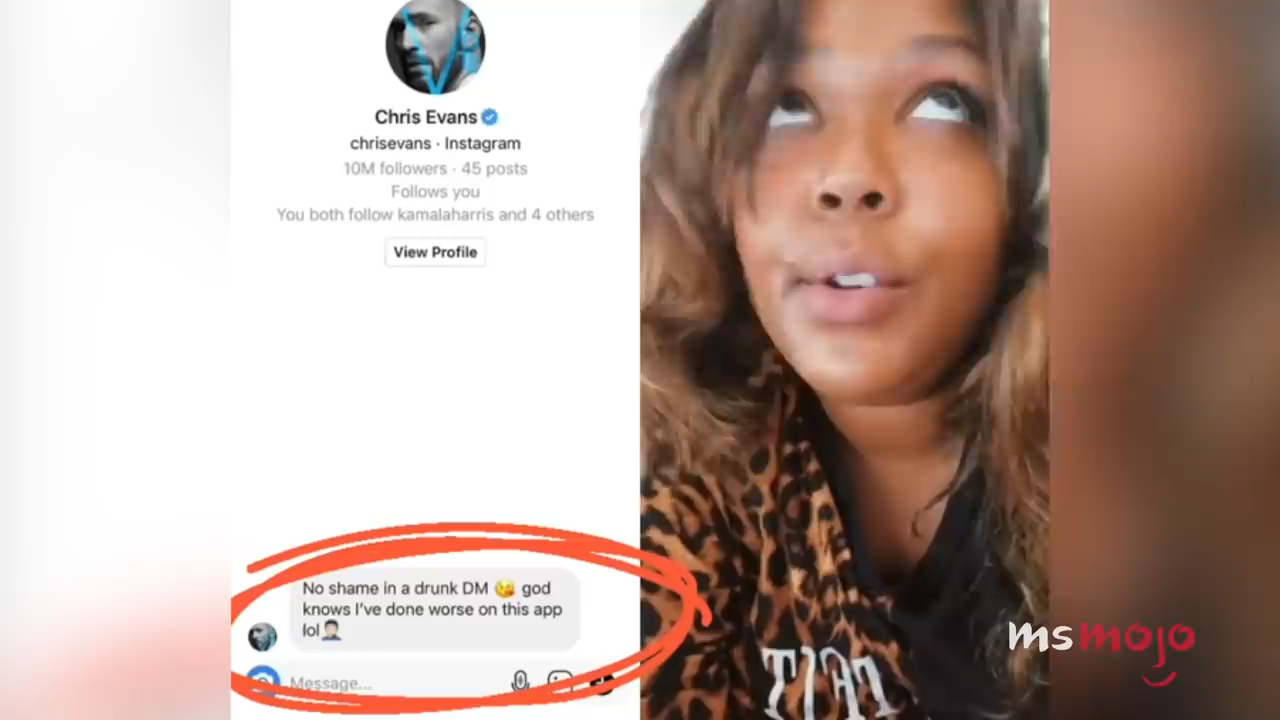 Chris Evans
chrisevans · Instagram
10M followers · 45 posts
Follows you
You both follow kamalaharris and 4 others
View Profile
No shame in a drunk DM 😘 god
knows I've done worse on this app
lol🤦🏻‍♂️
Message...
msmojo